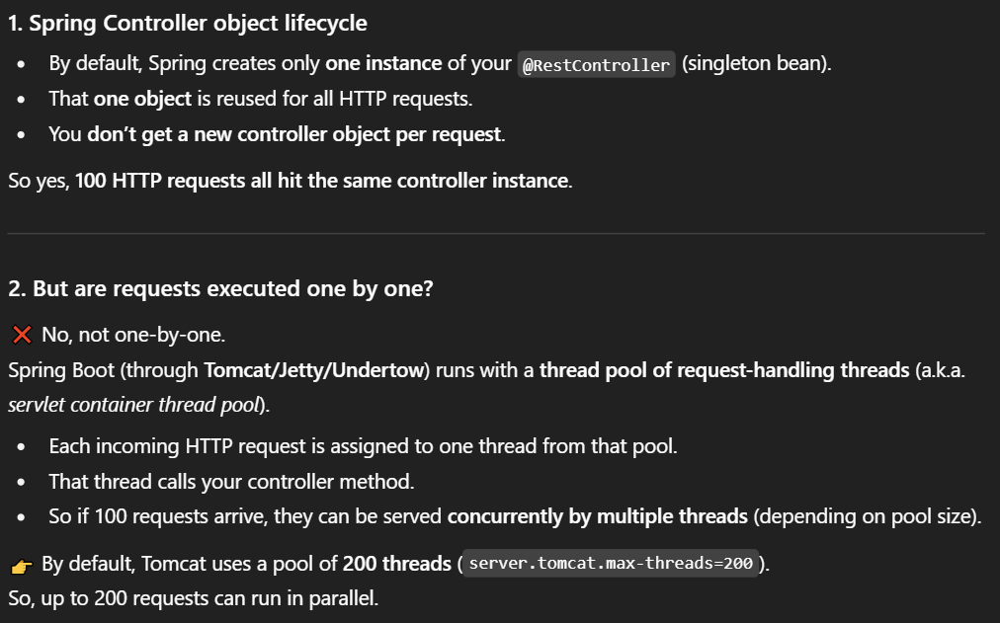 1. Spring Controller object lifecycle
• By default, Spring creates only one instance of your @RestController (singleton bean).
• That one object is reused for all HTTP requests.
• You don’t get a new controller object per request.
So yes, 100 HTTP requests all hit the same controller instance.
2. But are requests executed one by one?
❌ No, not one-by-one.
Spring Boot (through Tomcat/Jetty/Undertow) runs with a thread pool of request-handling threads (a.k.a.
servlet container thread pool).
• Each incoming HTTP request is assigned to one thread from that pool.
• That thread calls your controller method.
• So if 100 requests arrive, they can be served concurrently by multiple threads (depending on pool size).
👉 By default, Tomcat uses a pool of 200 threads ( server.tomcat.max-threads=200 ).
So, up to 200 requests can run in parallel.